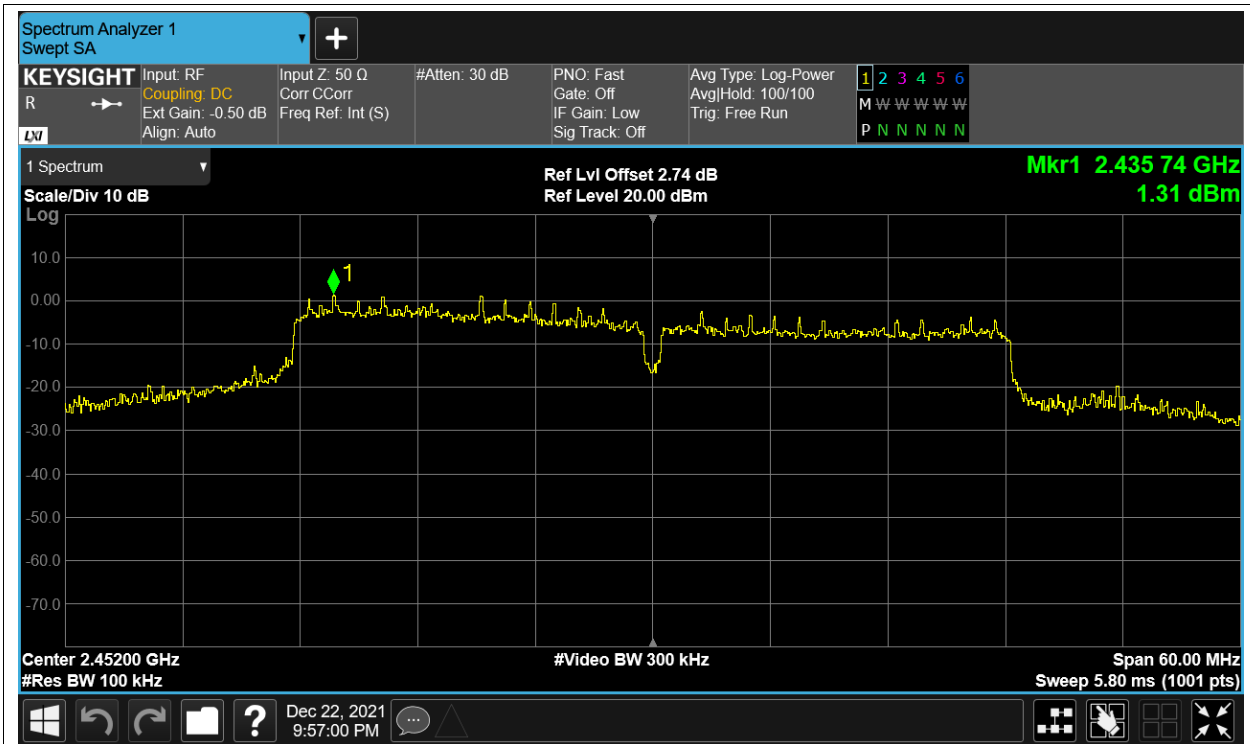 Spectrum Analyzer 1
Swept SA
KEYSIGHT
R
LXI
Input: RF
Coupling: DC
Ext Gain: -0.50 dB
Align: Auto
Input Z: 50 Ω
Corr CCorr
Freq Ref: Int (S)
#Atten: 30 dB
PNO: Fast
Gate: Off
IF Gain: Low
Sig Track: Off
Avg Type: Log-Power
Avg|Hold: 100/100
Trig: Free Run
1 2 3 4 5 6
M W W W W W
P N N N N N
1 Spectrum
Scale/Div 10 dB
Log
Ref Lvl Offset 2.74 dB
Ref Level 20.00 dBm
Mkr1 2.435 74 GHz
1.31 dBm
10.0
0.00
-10.0
-20.0
-30.0
-40.0
-50.0
-60.0
-70.0
1
Center 2.45200 GHz
#Res BW 100 kHz
#Video BW 300 kHz
Span 60.00 MHz
Sweep 5.80 ms (1001 pts)
?
Dec 22, 2021
9:57:00 PM